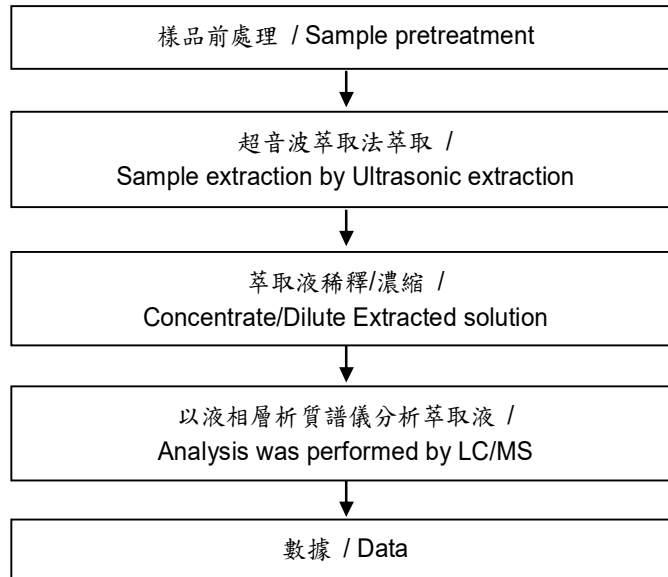 樣品前處理 / Sample pretreatment
超音波萃取法萃取 /
Sample extraction by Ultrasonic extraction
萃取液稀釋/濃縮 /
Concentrate/Dilute Extracted solution
以液相層析質譜儀分析萃取液 /
Analysis was performed by LC/MS
數據 / Data